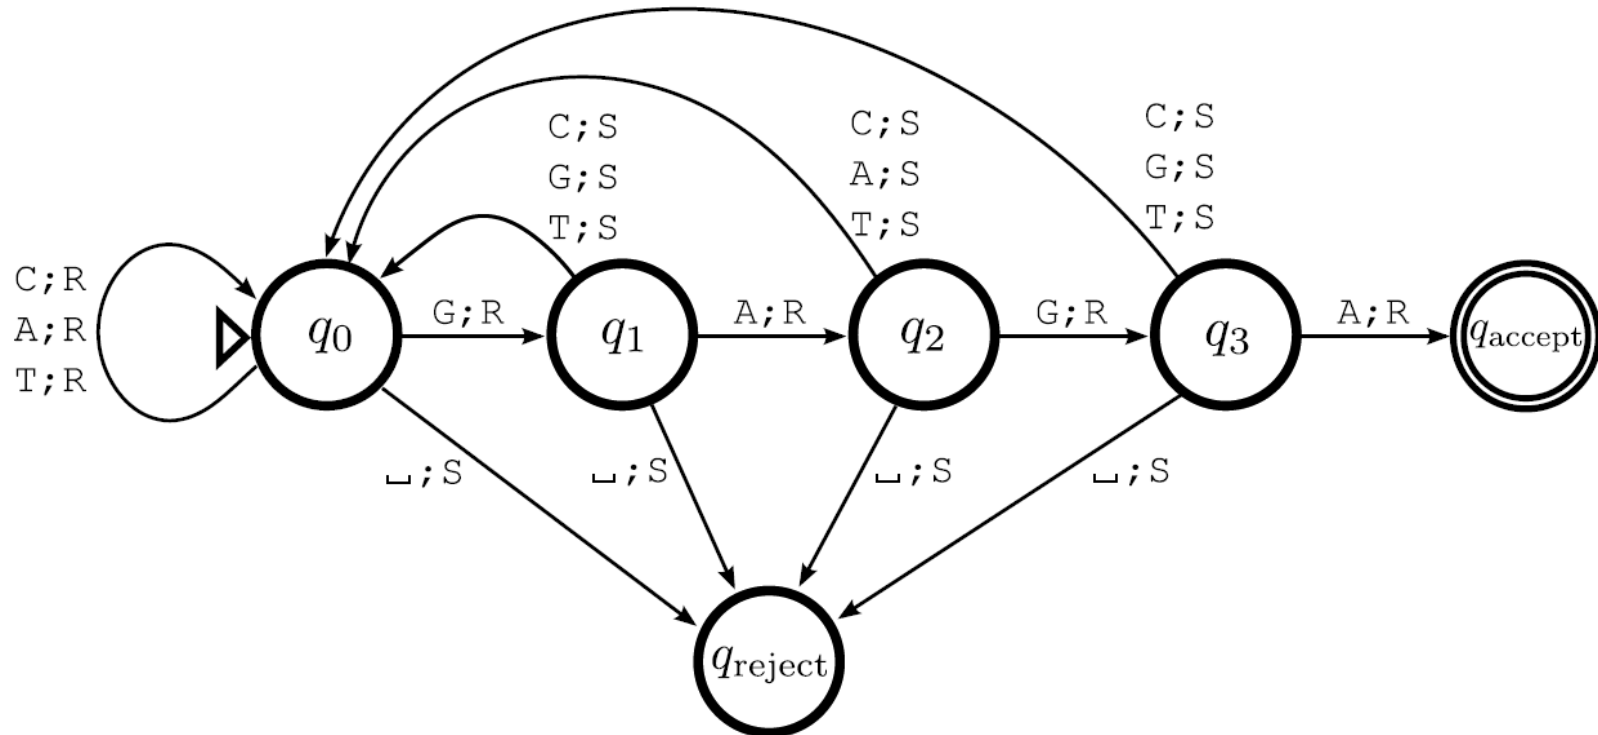 C;S
G;S
T;S
C;S
A;S
T;S
C;S
G;S
T;S
C;R
A;R
T;R
q0
G;R
q1
A;R
q2
G;R
q3
A;R
qaccept
␣;S
␣;S
␣;S
␣;S
qreject